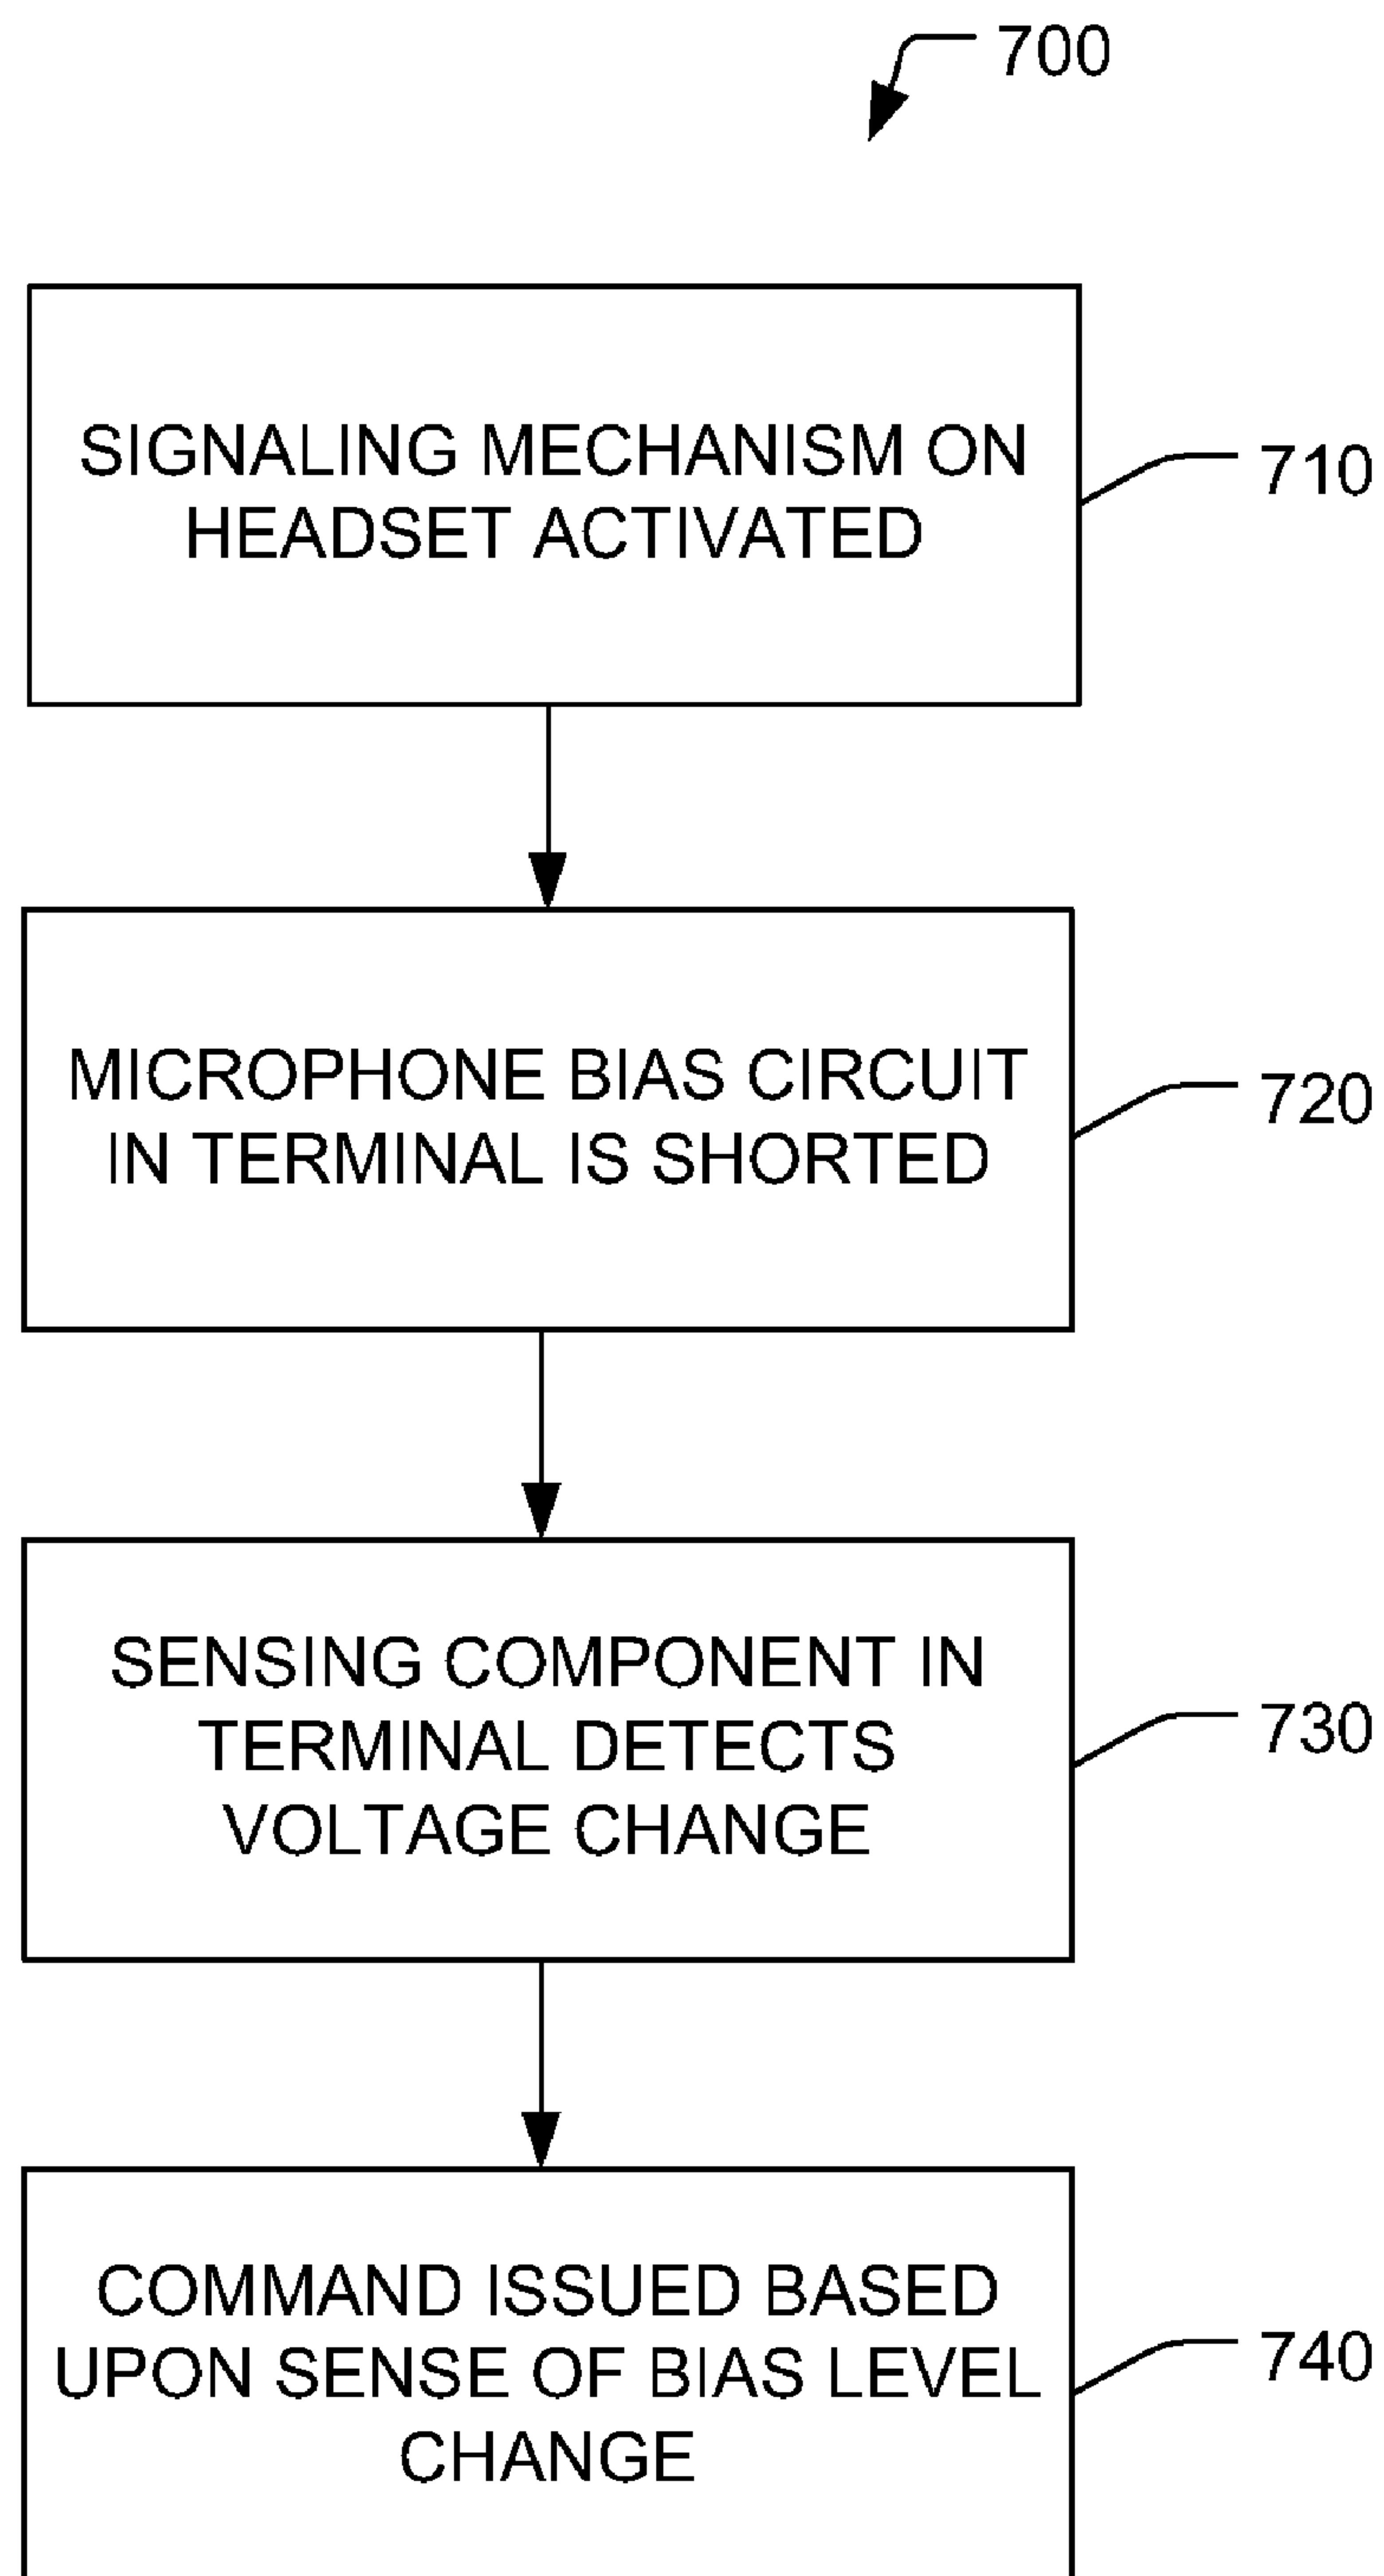 700
SIGNALING MECHANISM ON
HEADSET ACTIVATED
710
MICROPHONE BIAS CIRCUIT
IN TERMINAL IS SHORTED
720
SENSING COMPONENT IN
TERMINAL DETECTS
VOLTAGE CHANGE
730
COMMAND ISSUED BASED
UPON SENSE OF BIAS LEVEL
CHANGE
740